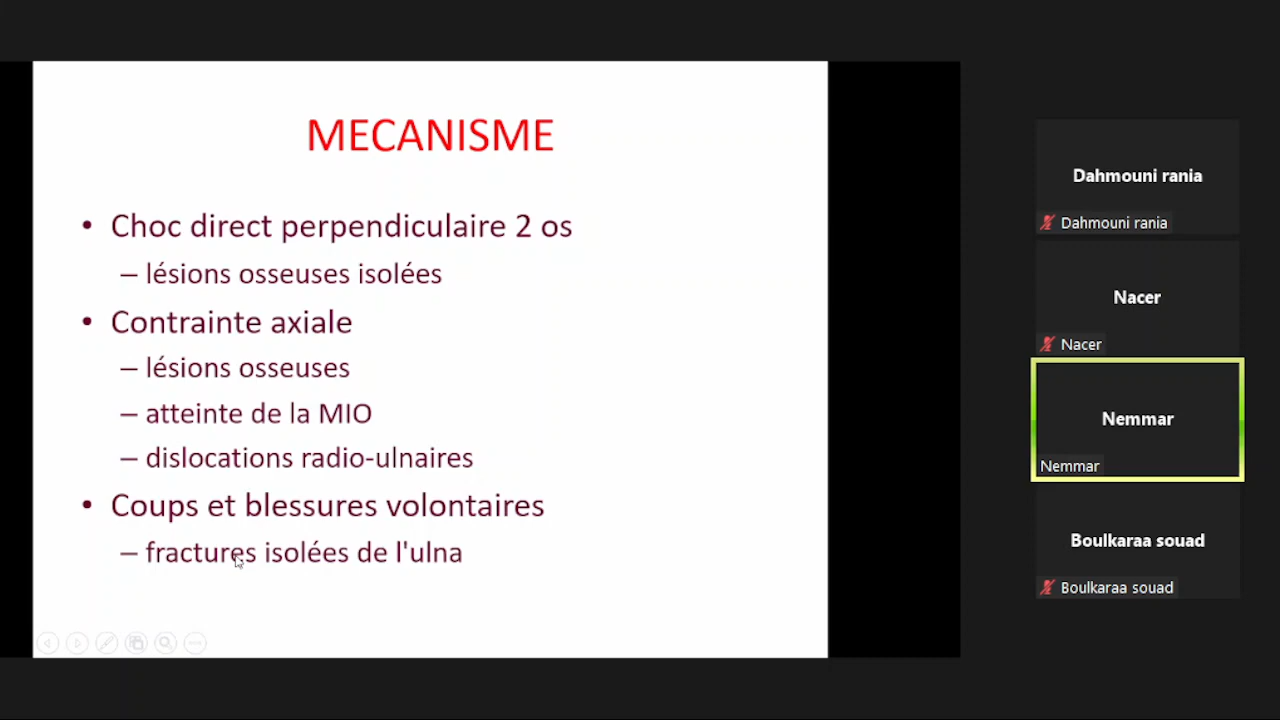 MECANISME
• Choc direct perpendiculaire 2 os
– lésions osseuses isolées
• Contrainte axiale
– lésions osseuses
– atteinte de la MIO
– dislocations radio-ulnaires
• Coups et blessures volontaires
– fractures isolées de l'ulna
Dahmouni rania
Dahmouni rania
Nacer
Nacer
Nemmar
Nemmar
Boulkaraa souad
Boulkaraa souad